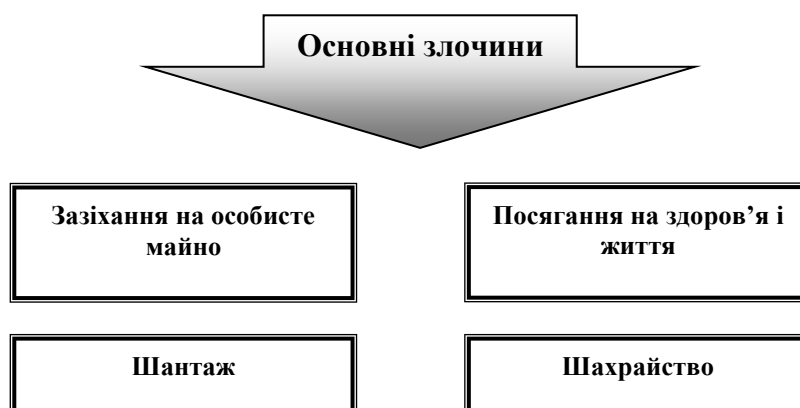 Основні злочини
Зазіхання на особисте
майно
Посягання на здоров’я і
життя
Шантаж
Шахрайство